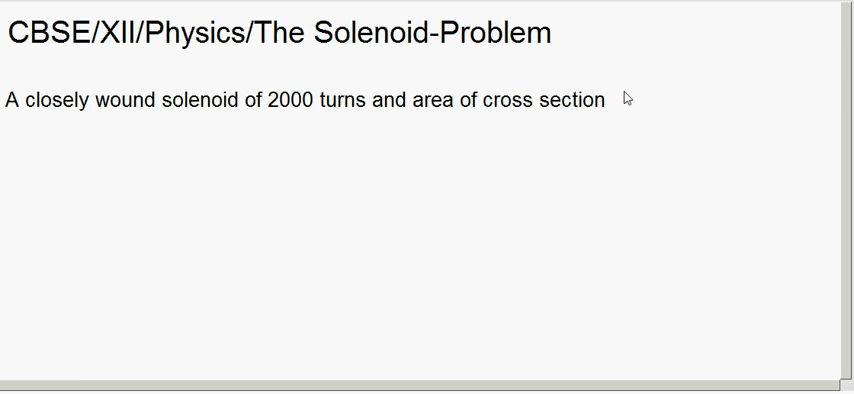 CBSE/XII/Physics/The Solenoid-Problem
A closely wound solenoid of 2000 turns and area of cross section